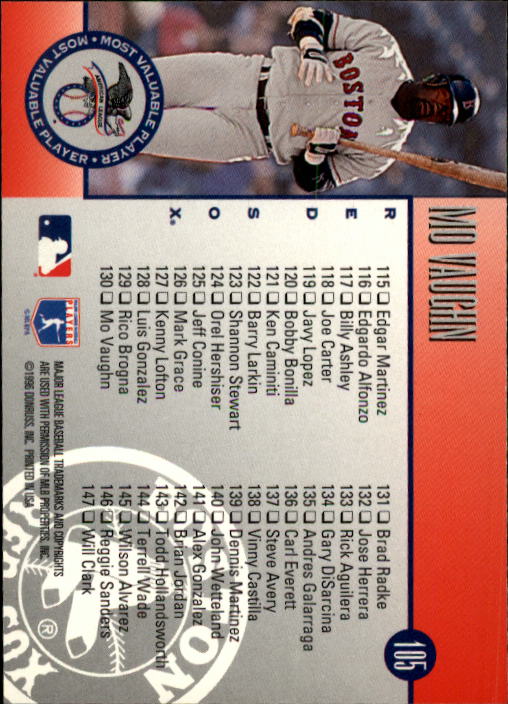 MO VAUGHN
105
BOSTON
B
MOST VALUABLE PLAYER • MOST VALUABLE PLAYER •
AMERICAN LEAGUE
RED SOX®
115 Edgar Martinez
116 Edgardo Alfonzo
117 Billy Ashley
118 Joe Carter
119 Javy Lopez
120 Bobby Bonilla
121 Ken Caminiti
122 Barry Larkin
123 Shannon Stewart
124 Orel Hershiser
125 Jeff Conine
126 Mark Grace
127 Kenny Lofton
128 Luis Gonzalez
129 Rico Brogna
130 Mo Vaughn
131 Brad Radke
132 Jose Herrera
133 Rick Aguilera
134 Gary DiSarcina
135 Andres Galarraga
136 Carl Everett
137 Steve Avery
138 Vinny Castilla
139 Dennis Martinez
140 John Wetteland
141 Alex Gonzalez
142 Brian Jordan
143 Todd Hollandsworth
144 Terrell Wade
145 Wilson Alvarez
146 Reggie Sanders
147 Will Clark
PLAYERS
MAJOR LEAGUE BASEBALL TRADEMARKS AND COPYRIGHTS
ARE USED WITH PERMISSION OF MLB PROPERTIES, INC.
©1996 DONRUSS, INC. PRINTED IN USA
ON
RED SOX
®